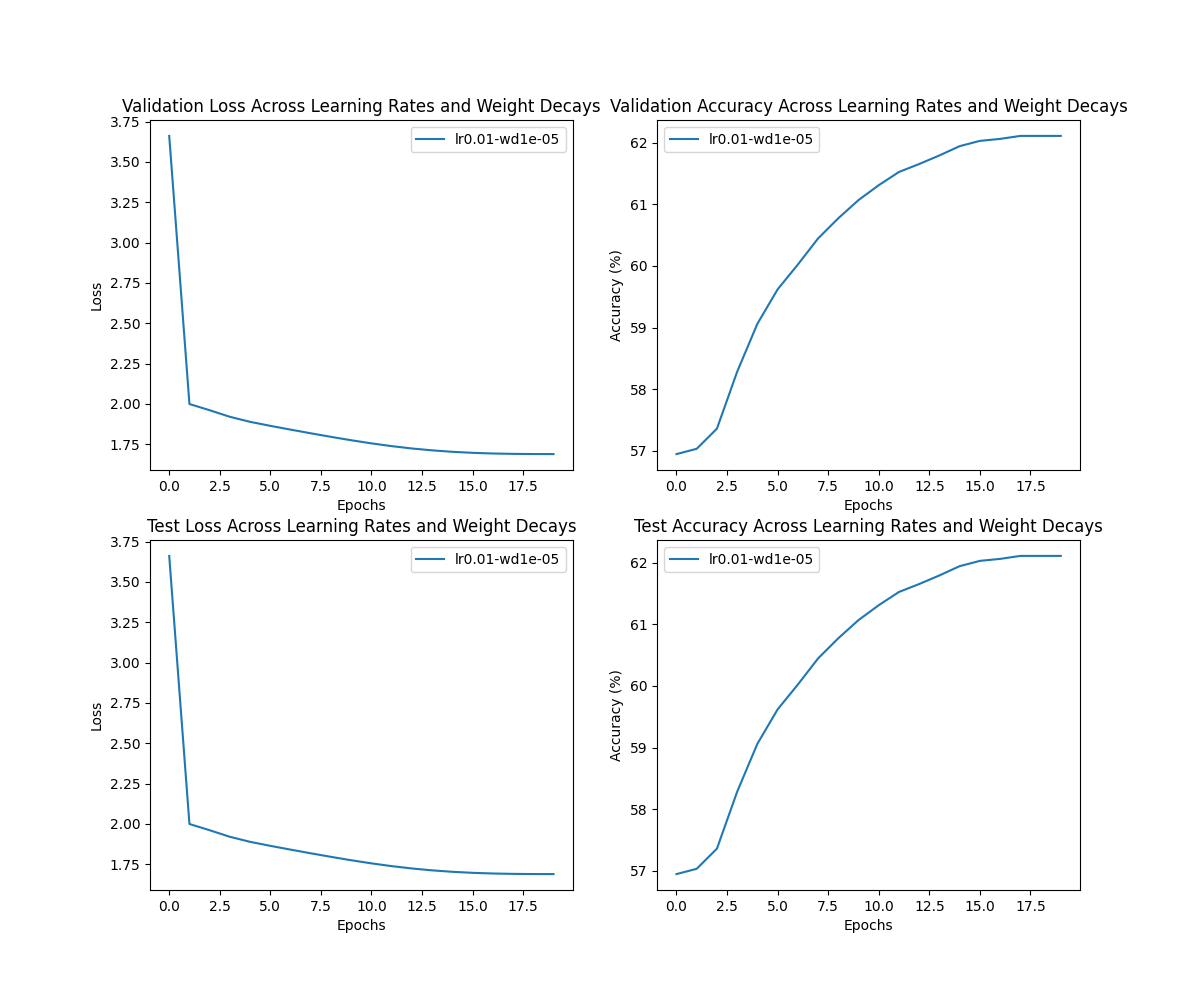 Validation Loss Across Learning Rates and Weight Decays
3.75
3.50
3.25
3.00
2.75
2.50
2.25
2.00
1.75
Loss
lr0.01-wd1e-05
0.0 2.5 5.0 7.5 10.0 12.5 15.0 17.5
Epochs
Validation Accuracy Across Learning Rates and Weight Decays
62
61
60
59
58
57
Accuracy (%)
lr0.01-wd1e-05
0.0 2.5 5.0 7.5 10.0 12.5 15.0 17.5
Epochs
Test Loss Across Learning Rates and Weight Decays
3.75
3.50
3.25
3.00
2.75
2.50
2.25
2.00
1.75
Loss
lr0.01-wd1e-05
0.0 2.5 5.0 7.5 10.0 12.5 15.0 17.5
Epochs
Test Accuracy Across Learning Rates and Weight Decays
62
61
60
59
58
57
Accuracy (%)
lr0.01-wd1e-05
0.0 2.5 5.0 7.5 10.0 12.5 15.0 17.5
Epochs